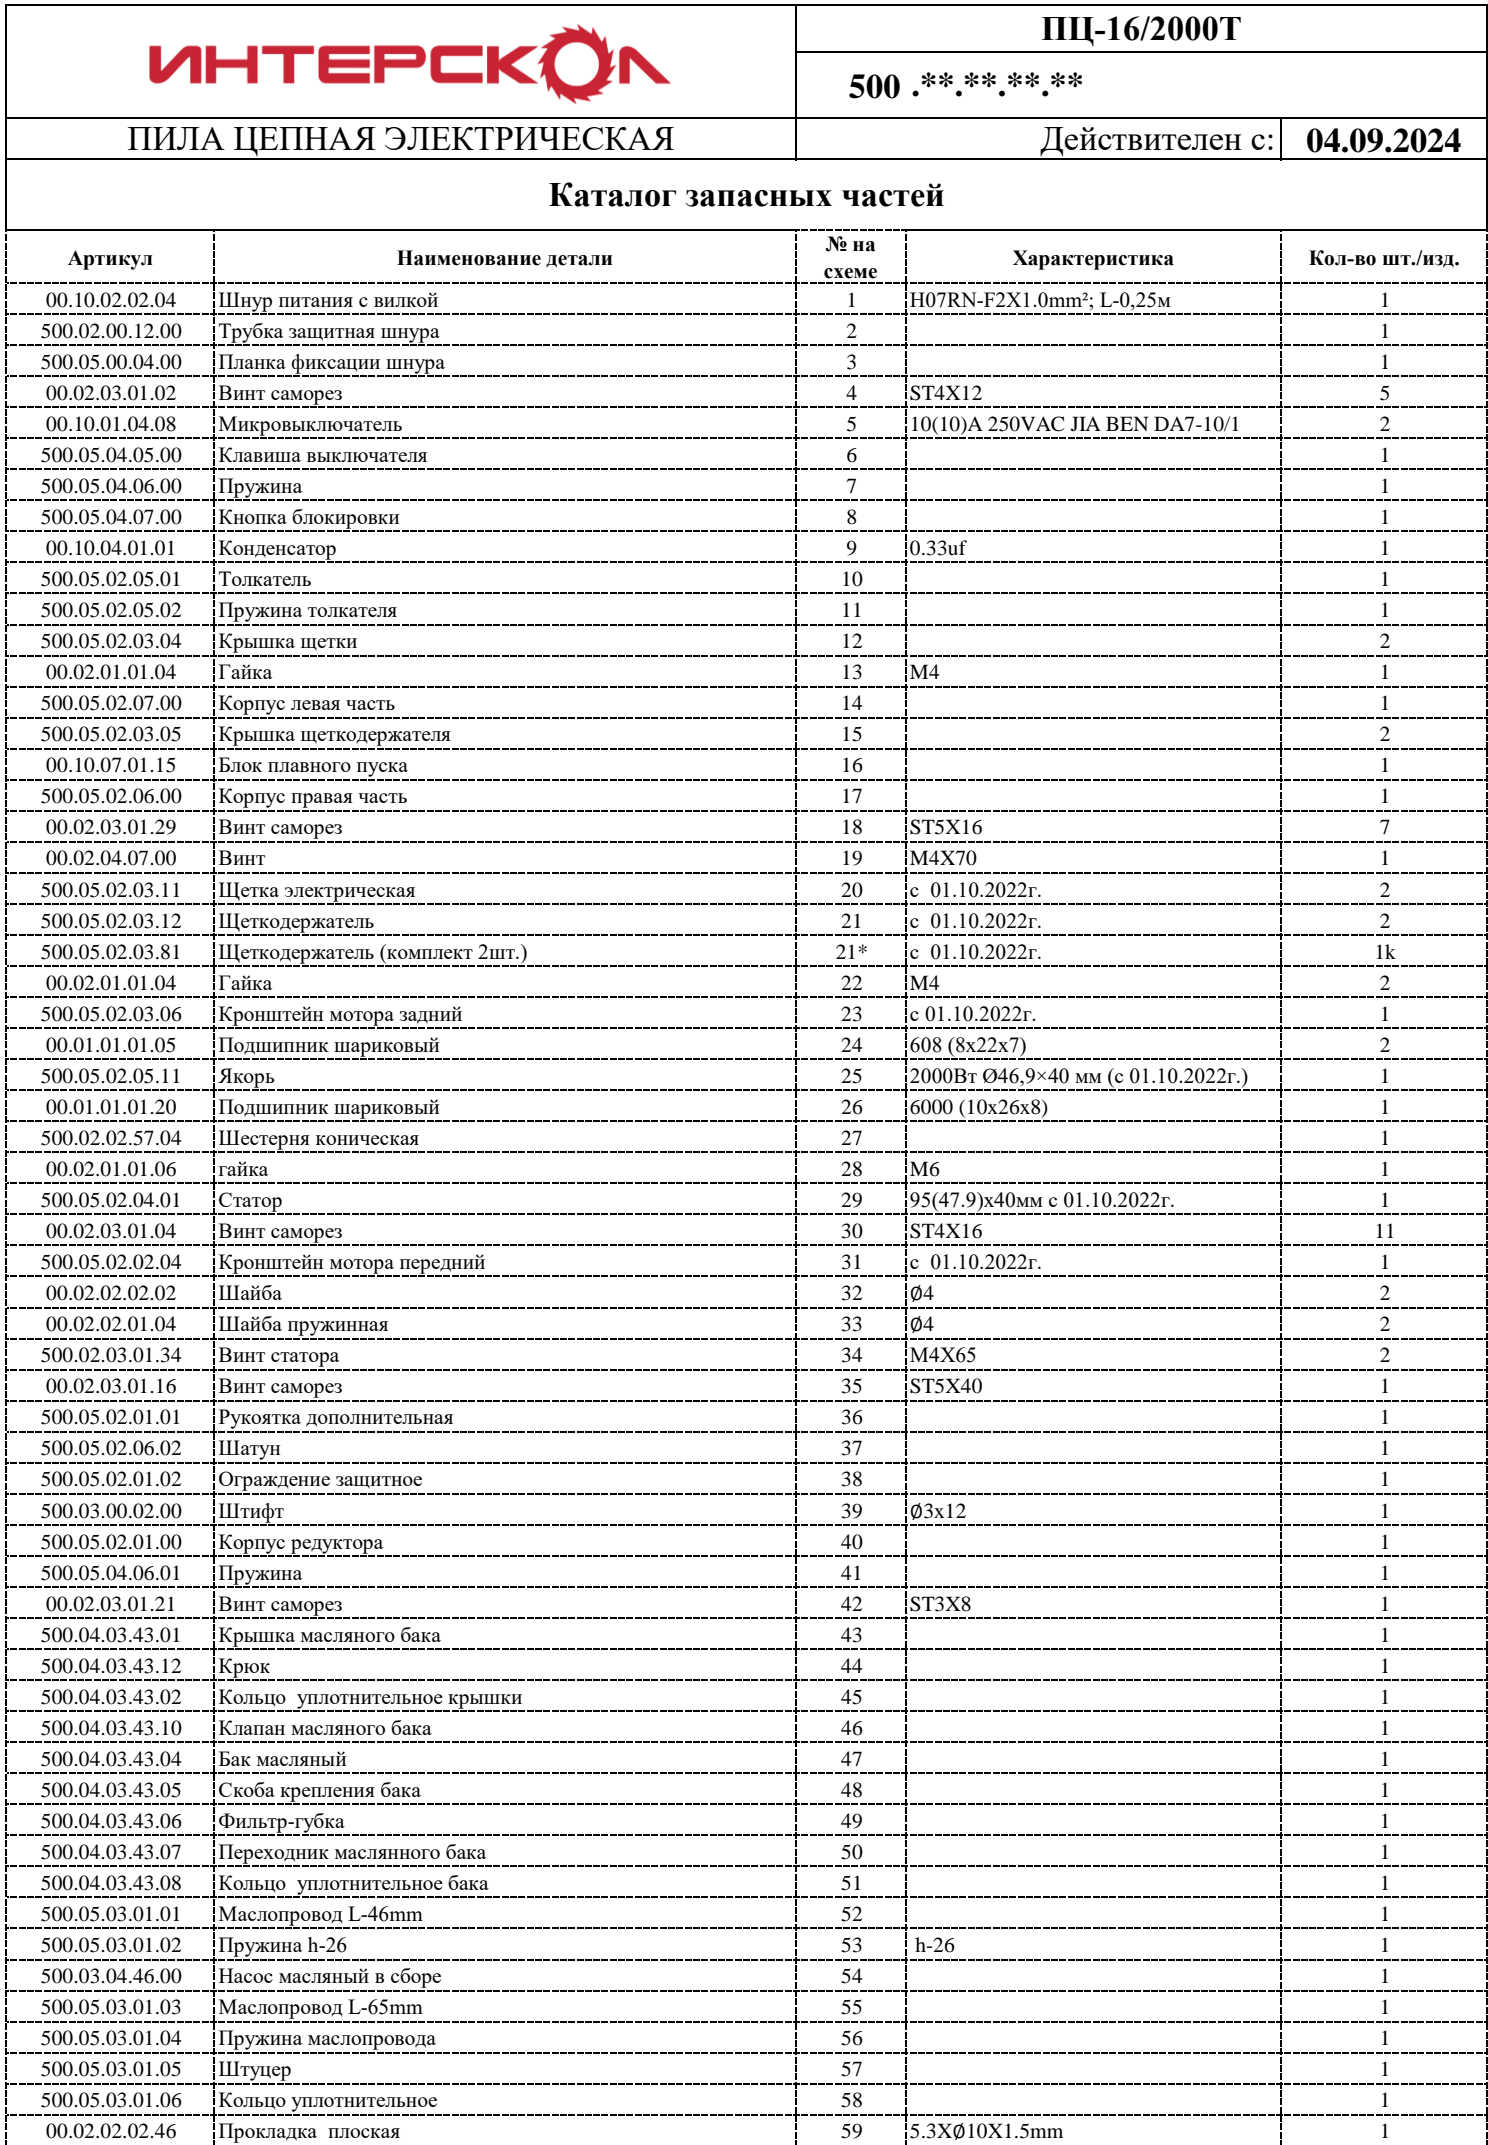 ИНТЕРСКОЛ
ПЦ-16/2000Т
500 .**.**.**.**
ПИЛА ЦЕПНАЯ ЭЛЕКТРИЧЕСКАЯ Действителен с: 04.09.2024
Каталог запасных частей
Артикул Наименование детали № на схеме Характеристика Кол-во шт./изд.
00.10.02.02.04 Шнур питания с вилкой 1 H07RN-F2X1.0mm²; L-0,25м 1
500.02.00.12.00 Трубка защитная шнура 2 1
500.05.00.04.00 Планка фиксации шнура 3 1
00.02.03.01.02 Винт саморез 4 ST4X12 5
00.10.01.04.08 Микровыключатель 5 10(10)A 250VAC JIA BEN DA7-10/1 2
500.05.04.05.00 Клавиша выключателя 6 1
500.05.04.06.00 Пружина 7 1
500.05.04.07.00 Кнопка блокировки 8 1
00.10.04.01.01 Конденсатор 9 0.33uf 1
500.05.02.05.01 Толкатель 10 1
500.05.02.05.02 Пружина толкателя 11 1
500.05.02.03.04 Крышка щетки 12 2
00.02.01.01.04 Гайка 13 M4 1
500.05.02.07.00 Корпус левая часть 14 1
500.05.02.03.05 Крышка щеткодержателя 15 2
00.10.07.01.15 Блок плавного пуска 16 1
500.05.02.06.00 Корпус правая часть 17 1
00.02.03.01.29 Винт саморез 18 ST5X16 7
00.02.04.07.00 Винт 19 M4X70 1
500.05.02.03.11 Щетка электрическая 20 с 01.10.2022г. 2
500.05.02.03.12 Щеткодержатель 21 с 01.10.2022г. 2
500.05.02.03.81 Щеткодержатель (комплект 2шт.) 21* с 01.10.2022г. 1k
00.02.01.01.04 Гайка 22 M4 2
500.05.02.03.06 Кронштейн мотора задний 23 с 01.10.2022г. 1
00.01.01.01.05 Подшипник шариковый 24 608 (8x22x7) 2
500.05.02.05.11 Якорь 25 2000Вт Ø46,9×40 мм (с 01.10.2022г.) 1
00.01.01.01.20 Подшипник шариковый 26 6000 (10x26x8) 1
500.02.02.57.04 Шестерня коническая 27 1
00.02.01.01.06 гайка 28 M6 1
500.05.02.04.01 Статор 29 95(47.9)x40мм с 01.10.2022г. 1
00.02.03.01.04 Винт саморез 30 ST4X16 11
500.05.02.02.04 Кронштейн мотора передний 31 с 01.10.2022г. 1
00.02.02.02.02 Шайба 32 Ø4 2
00.02.02.01.04 Шайба пружинная 33 Ø4 2
500.02.03.01.34 Винт статора 34 M4X65 2
00.02.03.01.16 Винт саморез 35 ST5X40 1
500.05.02.01.01 Рукоятка дополнительная 36 1
500.05.02.06.02 Шатун 37 1
500.05.02.01.02 Ограждение защитное 38 1
500.03.00.02.00 Штифт 39 Ø3x12 1
500.05.02.01.00 Корпус редуктора 40 1
500.05.04.06.01 Пружина 41 1
00.02.03.01.21 Винт саморез 42 ST3X8 1
500.04.03.43.01 Крышка масляного бака 43 1
500.04.03.43.12 Крюк 44 1
500.04.03.43.02 Кольцо уплотнительное крышки 45 1
500.04.03.43.10 Клапан масляного бака 46 1
500.04.03.43.04 Бак масляный 47 1
500.04.03.43.05 Скоба крепления бака 48 1
500.04.03.43.06 Фильтр-губка 49 1
500.04.03.43.07 Переходник маслянного бака 50 1
500.04.03.43.08 Кольцо уплотнительное бака 51 1
500.05.03.01.01 Маслопровод L-46mm 52 1
500.05.03.01.02 Пружина h-26 53 h-26 1
500.03.04.46.00 Насос масляный в сборе 54 1
500.05.03.01.03 Маслопровод L-65mm 55 1
500.05.03.01.04 Пружина маслопровода 56 1
500.05.03.01.05 Штуцер 57 1
500.05.03.01.06 Кольцо уплотнительное 58 1
00.02.02.02.46 Прокладка плоская 59 5.3XØ10X1.5mm 1